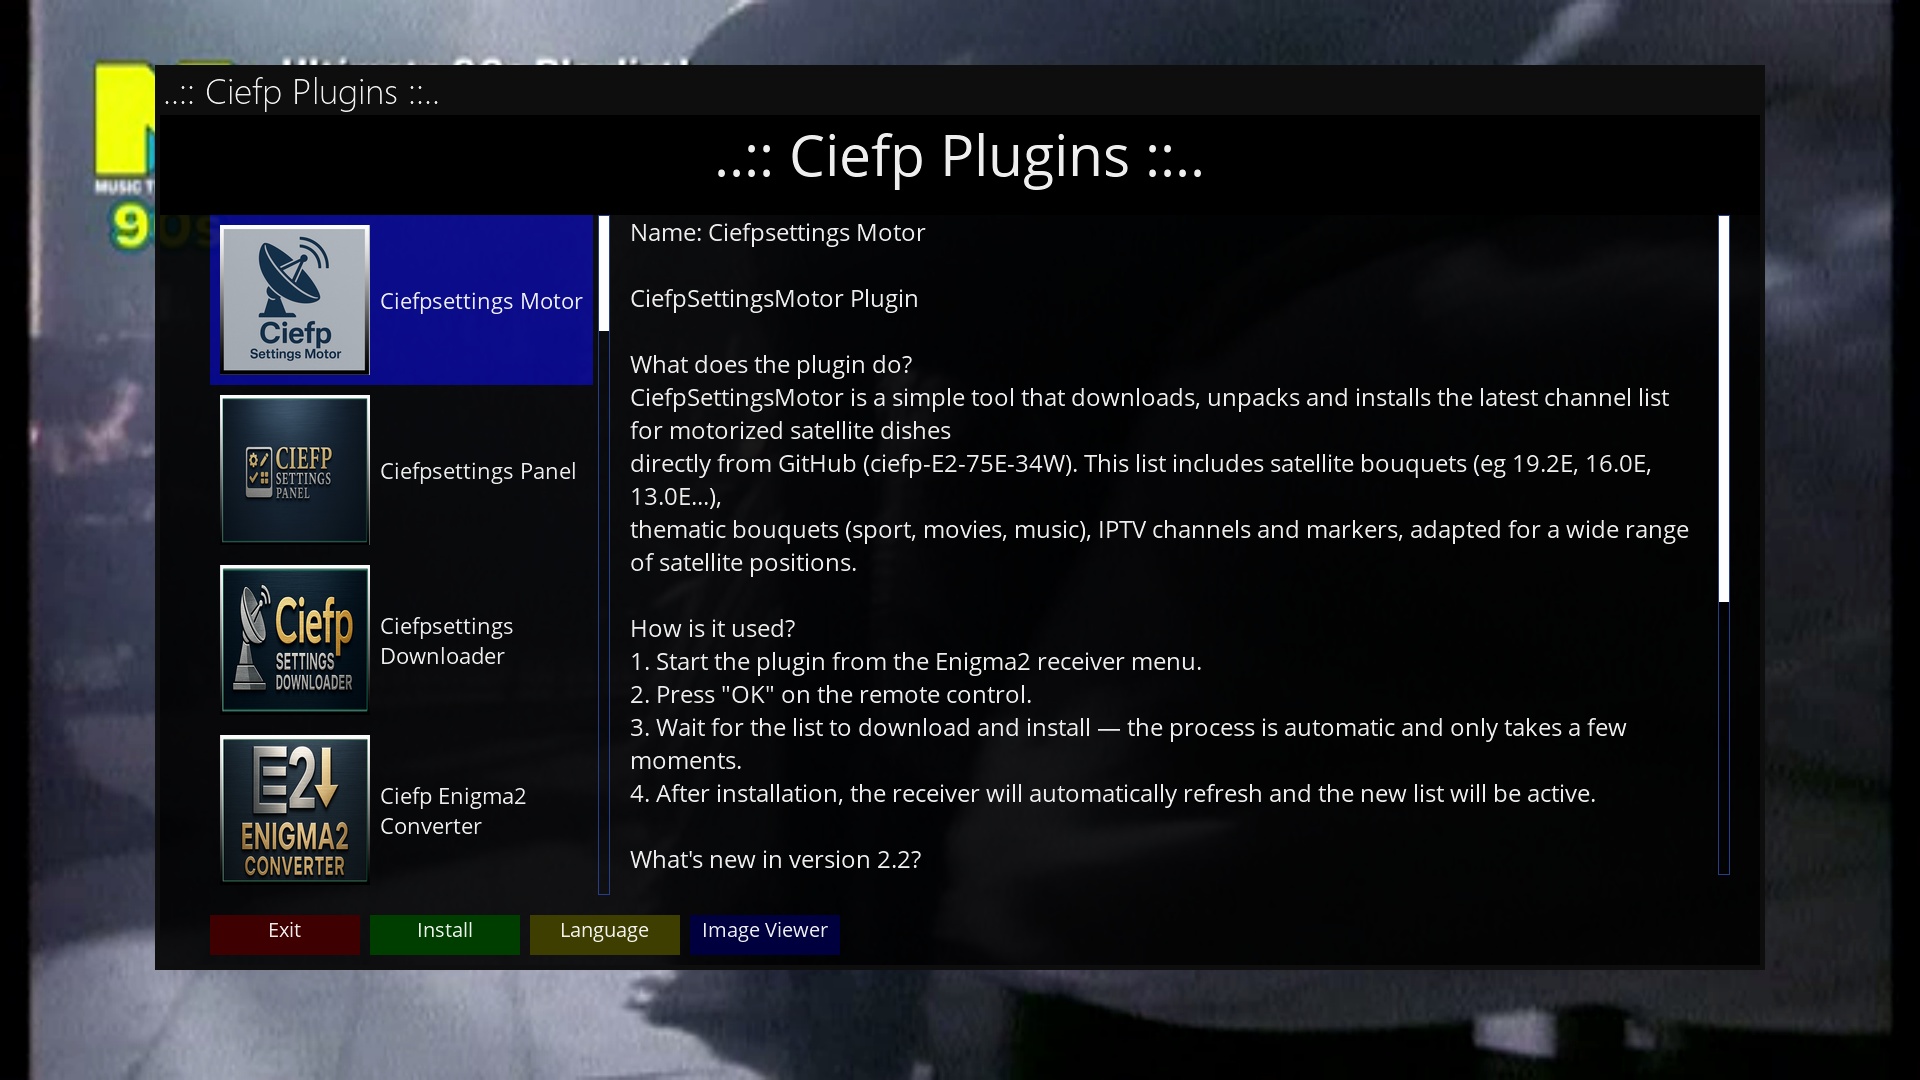 ..:: Ciefp Plugins ::..
..:: Ciefp Plugins ::..
MUSIC T
90s
Ciefp
Settings Motor
Ciefpsettings Motor
CIEFP
SETTINGS
PANEL
Ciefpsettings Panel
Ciefp
SETTINGS
DOWNLOADER
Ciefpsettings
Downloader
E2
ENIGMA2
CONVERTER
Ciefp Enigma2
Converter
Name: Ciefpsettings Motor
CiefpSettingsMotor Plugin
What does the plugin do?
CiefpSettingsMotor is a simple tool that downloads, unpacks and installs the latest channel list
for motorized satellite dishes
directly from GitHub (ciefp-E2-75E-34W). This list includes satellite bouquets (eg 19.2E, 16.0E,
13.0E...),
thematic bouquets (sport, movies, music), IPTV channels and markers, adapted for a wide range
of satellite positions.
How is it used?
1. Start the plugin from the Enigma2 receiver menu.
2. Press "OK" on the remote control.
3. Wait for the list to download and install — the process is automatic and only takes a few
moments.
4. After installation, the receiver will automatically refresh and the new list will be active.
What's new in version 2.2?
Exit
Install
Language
Image Viewer